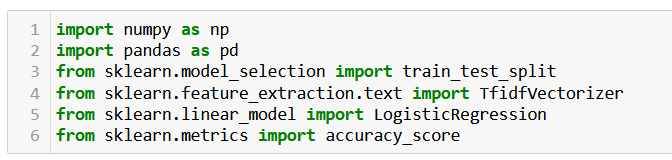 1 import numpy as np
2 import pandas as pd
3 from sklearn.model_selection import train_test_split
4 from sklearn.feature_extraction.text import TfidfVectorizer
5 from sklearn.linear_model import LogisticRegression
6 from sklearn.metrics import accuracy_score